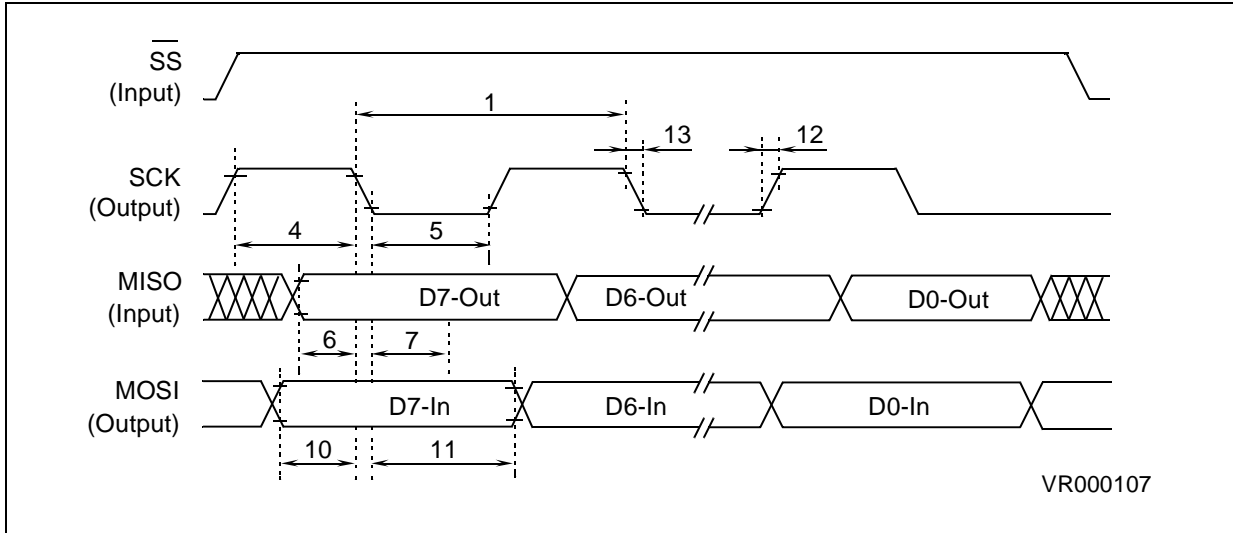 SS
(Input)
1
13
12
SCK
(Output)
4
5
MISO
(Input)
D7-Out
D6-Out
D0-Out
6
7
MOSI
(Output)
D7-In
D6-In
D0-In
10
11
VR000107